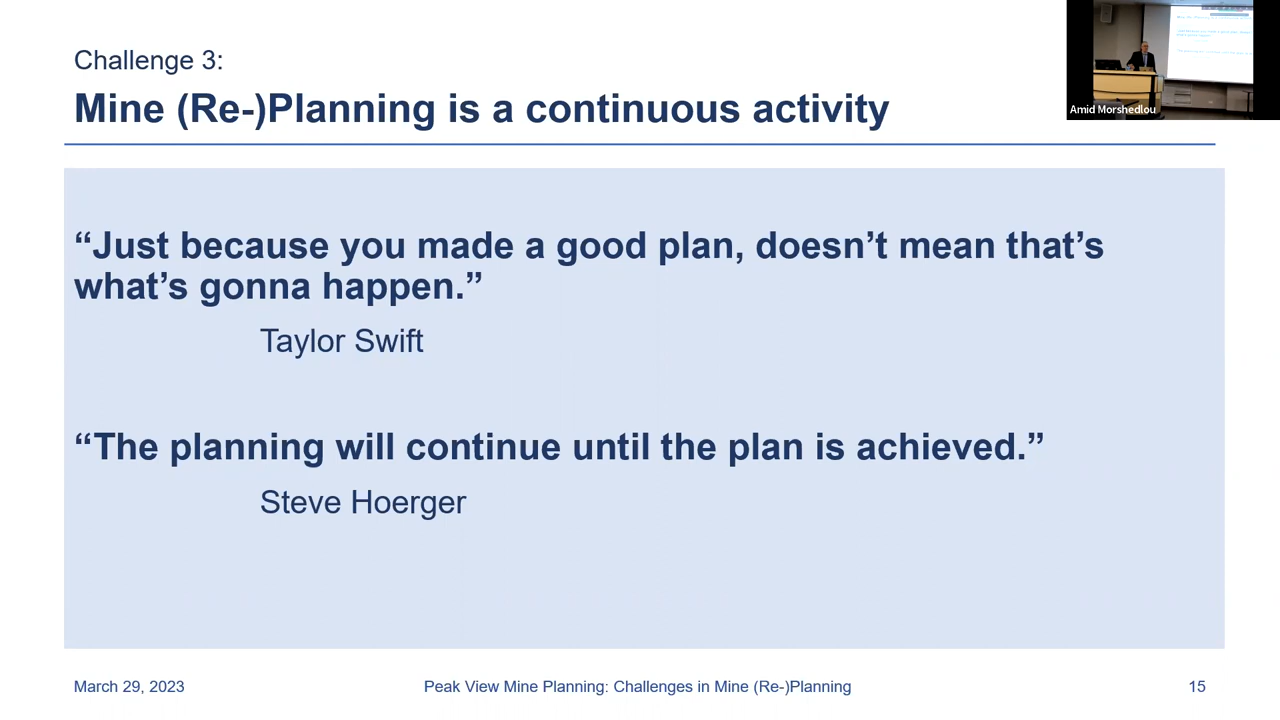 Challenge 3:
Mine (Re-)Planning is a continuous activity
Amid Morshedlou
“Just because you made a good plan, doesn’t mean that’s
what’s gonna happen.”
Taylor Swift
“The planning will continue until the plan is achieved.”
Steve Hoerger
March 29, 2023
Peak View Mine Planning: Challenges in Mine (Re-)Planning
15